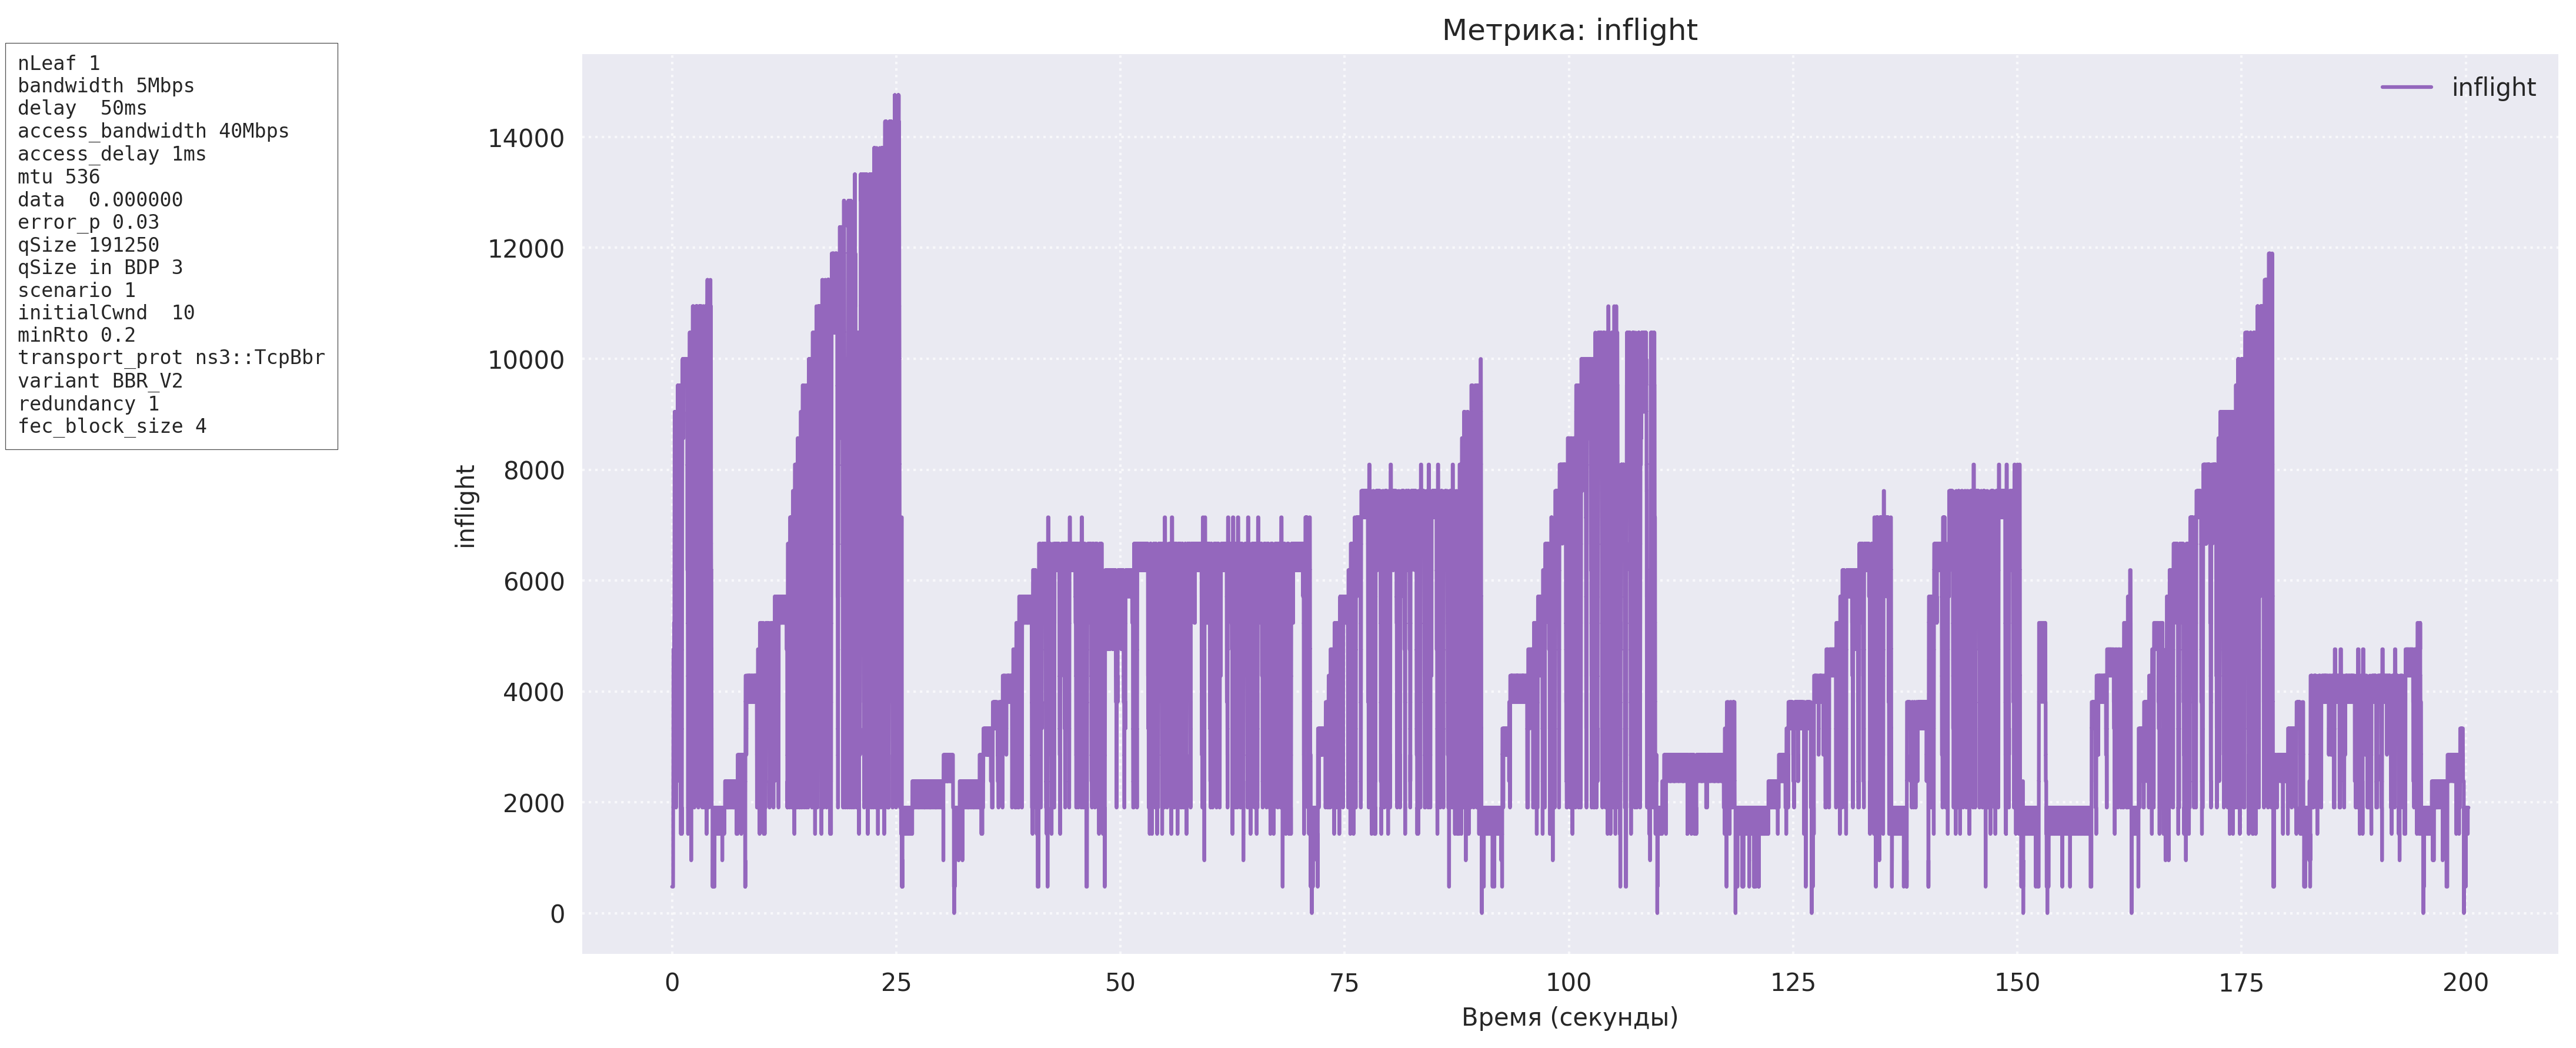 Метрика: inflight
nLeaf 1
bandwidth 5Mbps
delay  50ms
access_bandwidth 40Mbps
access_delay 1ms
mtu 536
data  0.000000
error_p 0.03
qSize 191250
qSize in BDP 3
scenario 1
initialCwnd  10
minRto 0.2
transport_prot ns3::TcpBbr
variant BBR_V2
redundancy 1
fec_block_size 4
inflight
inflight
14000
12000
10000
8000
6000
4000
2000
0
0 25 50 75 100 125 150 175 200
Время (секунды)